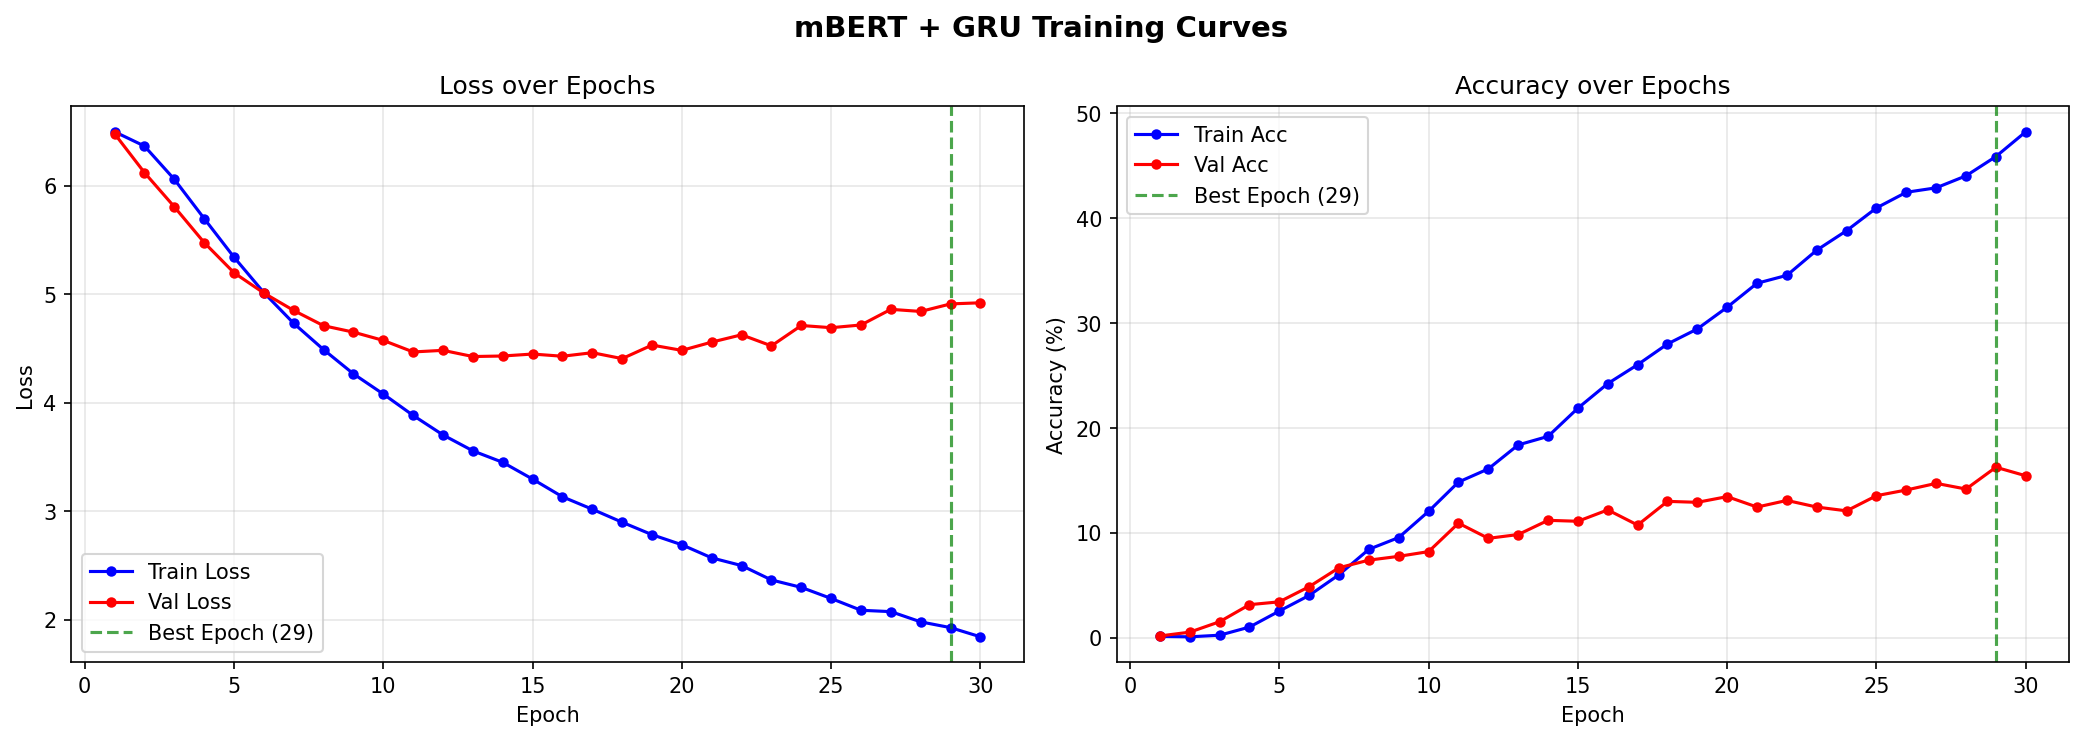 mBERT + GRU Training Curves
Loss over Epochs
Loss
6
5
4
3
2
Train Loss
Val Loss
Best Epoch (29)
0 5 10 15 20 25 30
Epoch
Accuracy over Epochs
Accuracy (%)
50
40
30
20
10
0
Train Acc
Val Acc
Best Epoch (29)
0 5 10 15 20 25 30
Epoch